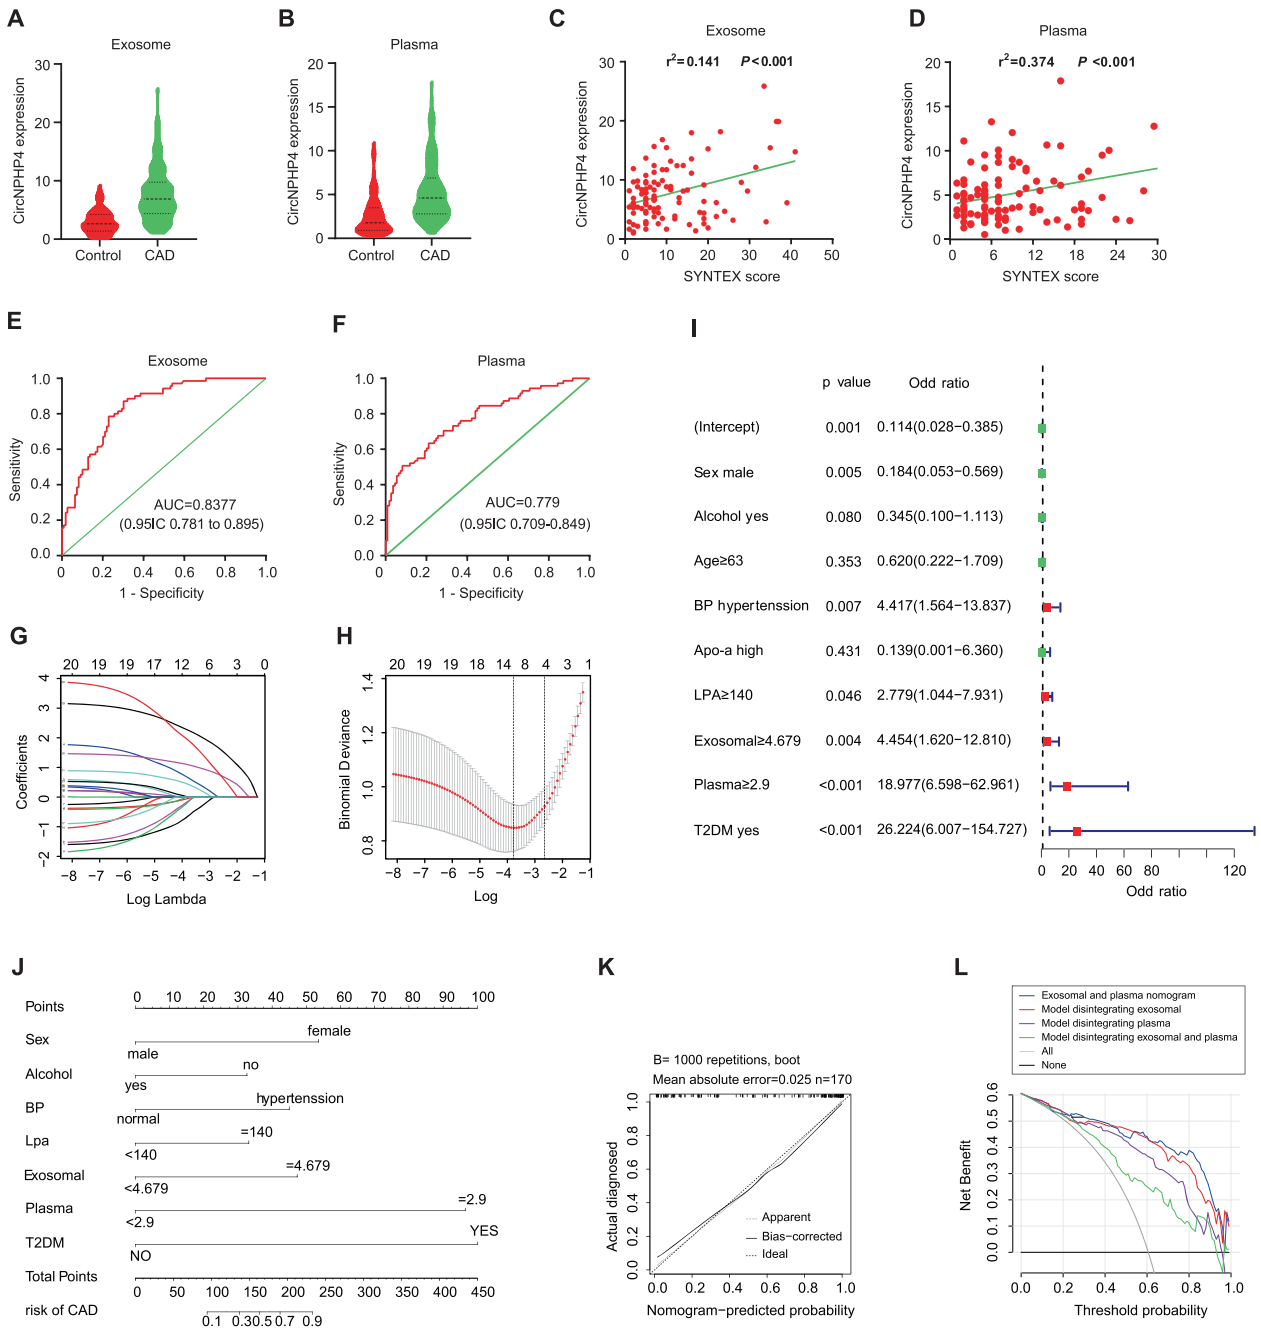 A
Exosome
CircNPHP4 expression
30
20
10
0
Control
CAD
B
Plasma
CircNPHP4 expression
20
15
10
5
0
Control
CAD
C
Exosome
r²=0.141 P<0.001
CircNPHP4 expression
30
20
10
0
0 10 20 30 40 50
SYNTEX score
D
Plasma
r²=0.374 P <0.001
CircNPHP4 expression
20
15
10
5
0
0 6 12 18 24 30
SYNTEX score
E
Exosome
Sensitivity
1.0
0.8
0.6
0.4
0.2
0.0
AUC=0.8377
(0.95IC 0.781 to 0.895)
0 0.2 0.4 0.6 0.8 1.0
1 - Specificity
F
Plasma
Sensitivity
1.0
0.8
0.6
0.4
0.2
0.0
AUC=0.779
(0.95IC 0.709-0.849)
0 0.2 0.4 0.6 0.8 1.0
1 - Specificity
G
20 19 19 17 12 6 3 0
Coefficients
4
3
2
1
0
−1
−2
−8 −7 −6 −5 −4 −3 −2 −1
Log Lambda
H
20 19 19 18 14 8 4 3 1
Binomial Deviance
1.4
1.2
1.0
0.8
−8 −7 −6 −5 −4 −3 −2 −1
Log
I
p value Odd ratio
(Intercept) 0.001 0.114(0.028−0.385)
Sex male 0.005 0.184(0.053−0.569)
Alcohol yes 0.080 0.345(0.100−1.113)
Age≥63 0.353 0.620(0.222−1.709)
BP hypertenssion 0.007 4.417(1.564−13.837)
Apo-a high 0.431 0.139(0.001−6.360)
LPA≥140 0.046 2.779(1.044−7.931)
Exosomal≥4.679 0.004 4.454(1.620−12.810)
Plasma≥2.9 <0.001 18.977(6.598−62.961)
T2DM yes <0.001 26.224(6.007−154.727)
0 20 40 60 80 120
Odd ratio
J
Points 0 10 20 30 40 50 60 70 80 90 100
Sex female
male
Alcohol no
yes
BP hypertenssion
normal
Lpa =140
<140
Exosomal =4.679
<4.679
Plasma =2.9
<2.9
T2DM YES
NO
Total Points
0 50 100 150 200 250 300 350 400 450
risk of CAD
0.1 0.3 0.5 0.7 0.9
K
B= 1000 repetitions, boot
Mean absolute error=0.025 n=170
Actual diagnosed
1.0
0.8
0.6
0.4
0.2
0.0
Apparent
Bias−corrected
Ideal
0.0 0.2 0.4 0.6 0.8 1.0
Nomogram−predicted probability
L
Exosomal and plasma nomogram
Model disintegrating exosomal
Model disintegrating plasma
Model disintegrating exosomal and plasma
All
None
Net Benefit
0.6
0.5
0.4
0.3
0.2
0.1
0.0
0.0 0.2 0.4 0.6 0.8 1.0
Threshold probability